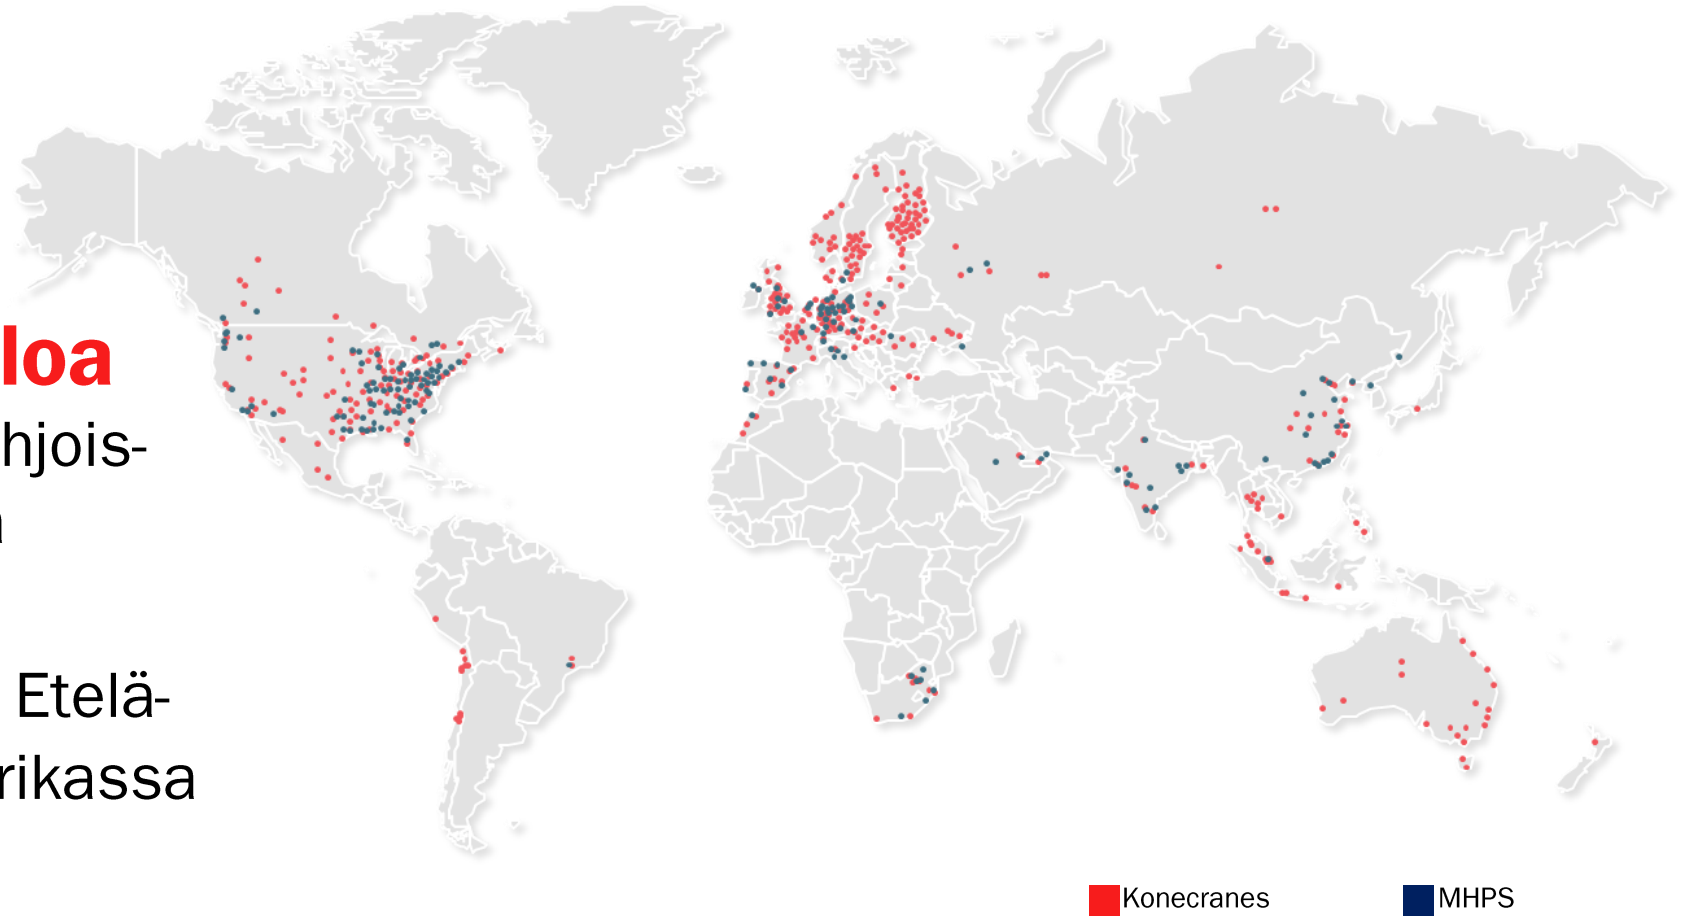 loa
hjois-
Etelä-
rikassa
Konecranes
MHPS